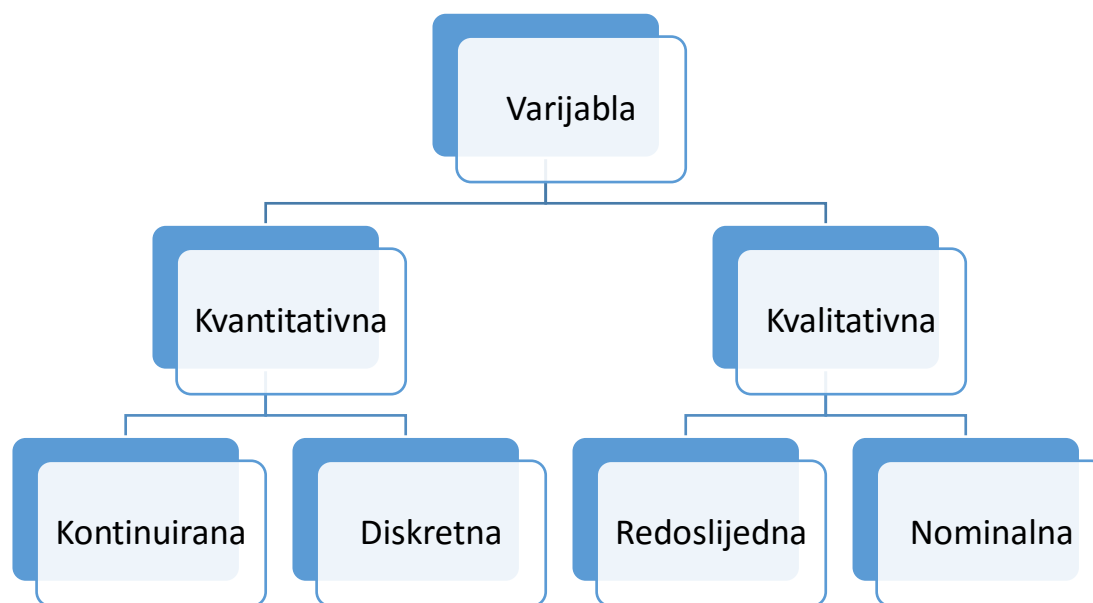 Varijabla
Kvantitativna
Kvalitativna
Kontinuirana
Diskretna
Redoslijedna
Nominalna